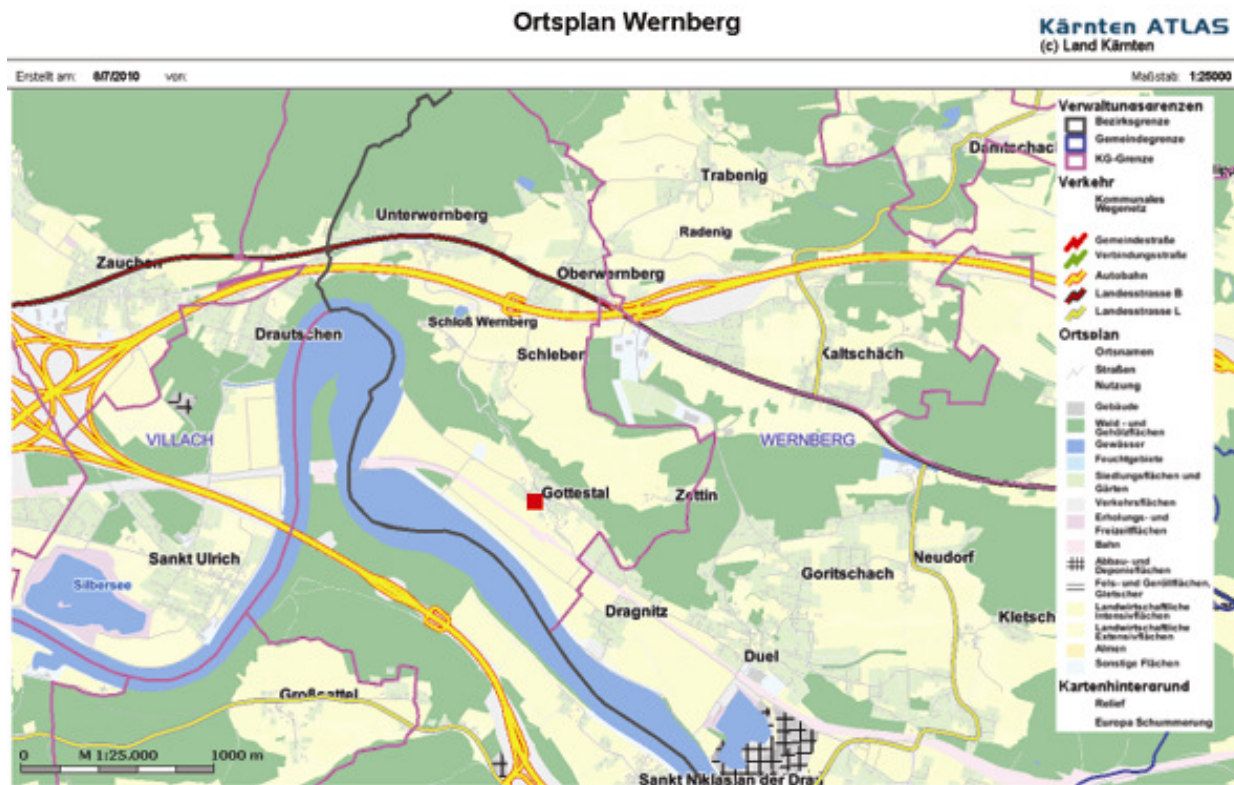 Ortsplan Wernberg
Kärnten ATLAS
(c) Land Kärnten
Erstellt am: 6/7/2010 von:
Maßstab: 1:25000
Verwaltungsgrenzen
Bezirksgrenze
Gemeindegrenze
KG-Grenze
Verkehr
Kommunales
Wegenetz
Gemeindestraße
Verbindungsstraße
Autobahn
Landesstrasse B
Landesstrasse L
Ortsplan
Ortsnamen
Straßen
Nutzung
Gebäude
Wald - und
Gehölzflächen
Gewässer
Feuchtgebiete
Siedlungsflächen und
Gärten
Verkehrsflächen
Erholungs- und
Freizeitflächen
Bahn
Abbau-und
Deponieflächen
Fels- und Geröllflächen,
Gletscher
Landwirtschaftliche
Intensivflächen
Landwirtschaftliche
Extensivflächen
Almen
Sonstige Flächen
Kartenhintergrund
Relief
Europa Schummerung
Damtschach
Trabenig
Unterwernberg
Radenig
Zauchen
Oberwernberg
Schloß Wernberg
Drautschen
Schleber
Kaltschach
VILLACH
WERNBERG
Gottestal
Zettin
Sankt Ulrich
Neudorf
Goritschach
Silbersee
Dragnitz
Kletsch
Duel
Großsattel
0 M 1:25.000 1000 m
Sankt Niklas an der Drau